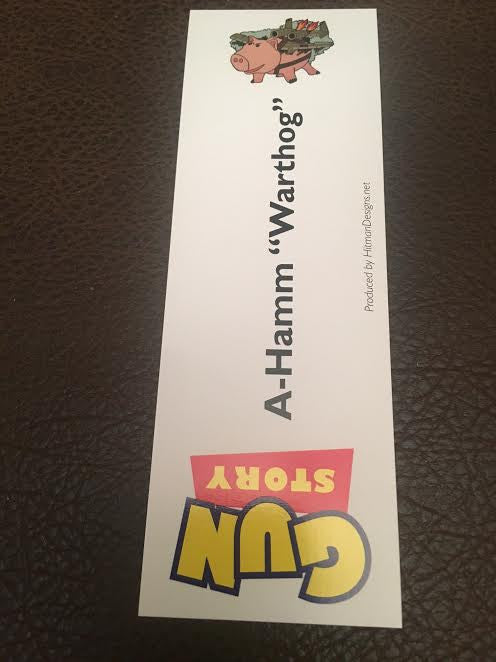 GUN
STORY
A-Hamm “Warthog”
Produced by HitmanDesigns.net